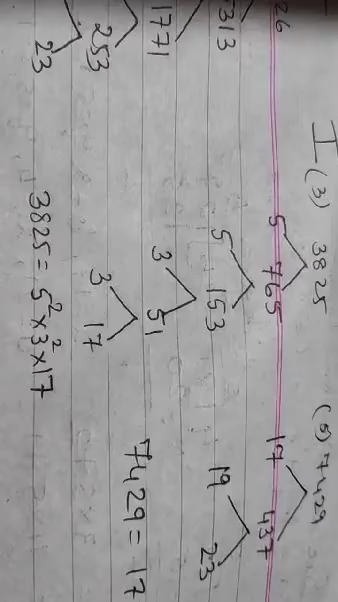 I (3) 3825 (5) 7429
26 5 765 17 437
313 5 153 19 23
1771 3 51 7429 = 17
253 3 17
23 3825 = 5² × 3² × 17